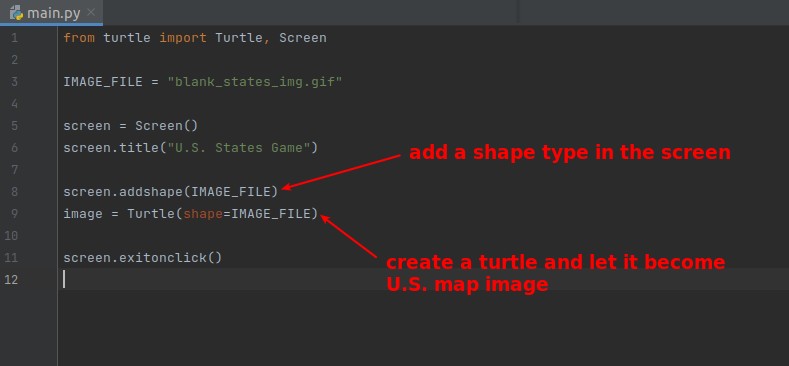 main.py
1 from turtle import Turtle, Screen
2
3 IMAGE_FILE = "blank_states_img.gif"
4
5 screen = Screen()
6 screen.title("U.S. States Game")
add a shape type in the screen
7
8 screen.addshape(IMAGE_FILE)
9 image = Turtle(shape=IMAGE_FILE)
10
11 screen.exitonclick()
create a turtle and let it become
U.S. map image
12